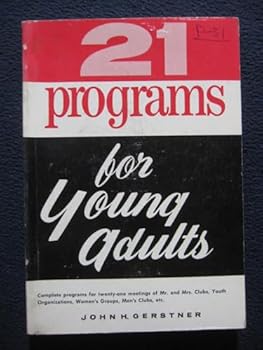 21
programs
for
Young
adults
Complete programs for twenty-one meetings of Mr. and Mrs. Clubs, Youth
Organizations, Women's Groups, Men's Clubs, etc.
JOHN H. GERSTNER